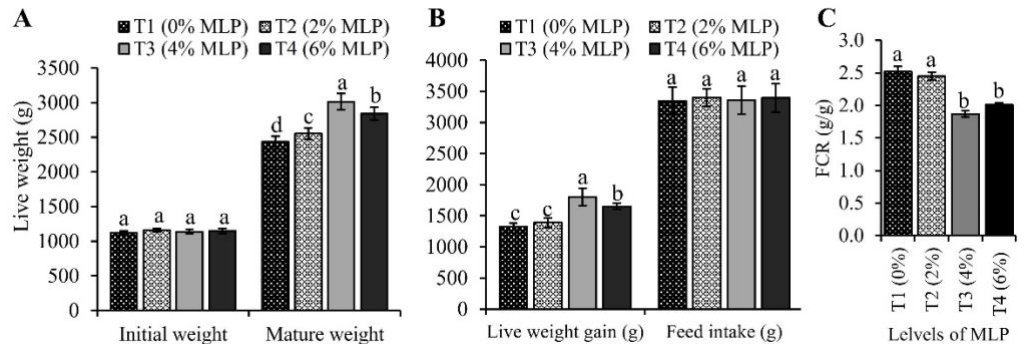 A
T1 (0% MLP) T2 (2% MLP)
T3 (4% MLP) T4 (6% MLP)
Live weight (g)
3500
3000
2500
2000
1500
1000
500
0
a a a a
d c a b
Initial weight Mature weight
B
T1 (0% MLP) T2 (2% MLP)
T3 (4% MLP) T4 (6% MLP)
4000
3500
3000
2500
2000
1500
1000
500
0
c c a b
a a a a
Live weight gain (g) Feed intake (g)
C
FCR (g/g)
3.0
2.5
2.0
1.5
1.0
0.5
0.0
a a b b
T1 (0%)
T2 (2%)
T3 (4%)
T4 (6%)
Lelvels of MLP